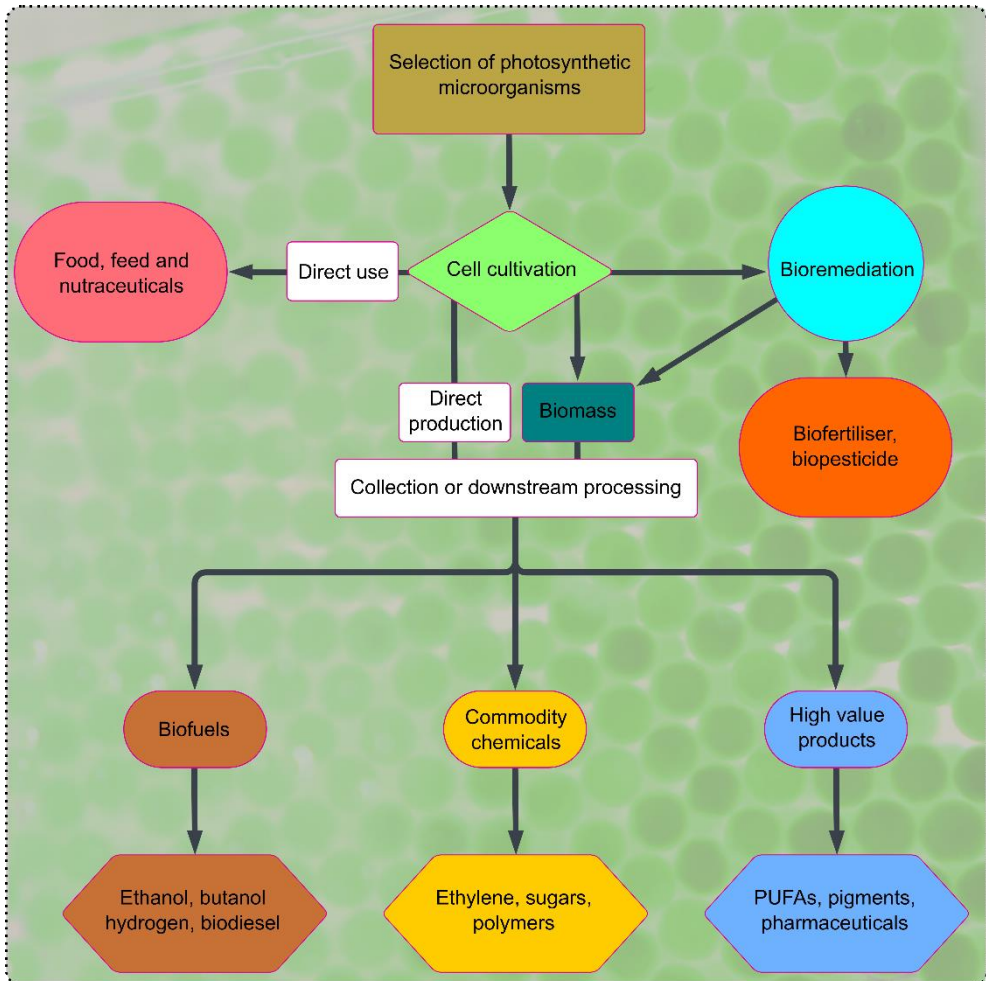 Selection of photosynthetic
microorganisms
Food, feed and
nutraceuticals
Direct use
Cell cultivation
Bioremediation
Direct
production
Biomass
Biofertiliser,
biopesticide
Collection or downstream processing
Biofuels
Commodity
chemicals
High value
products
Ethanol, butanol
hydrogen, biodiesel
Ethylene, sugars,
polymers
PUFAs, pigments,
pharmaceuticals